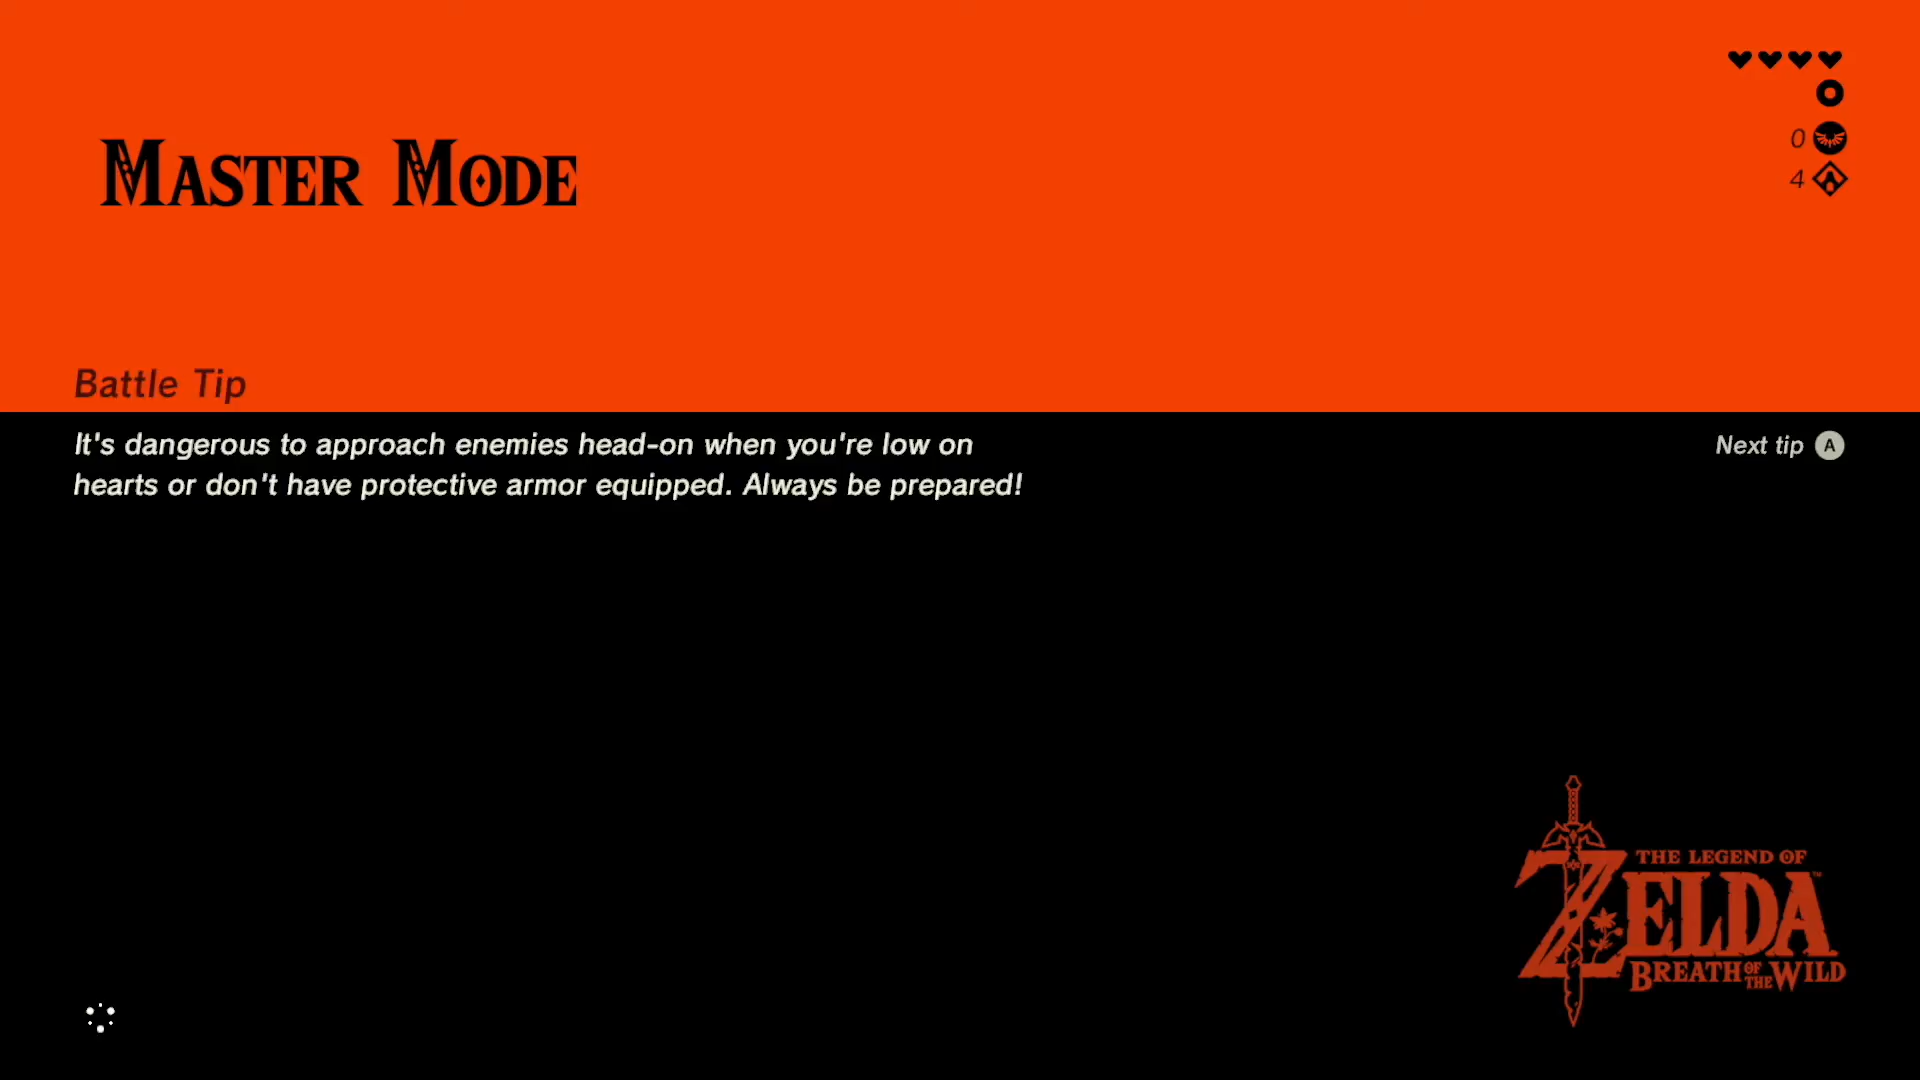 MASTER MODE
0
4
Battle Tip
It's dangerous to approach enemies head-on when you're low on
hearts or don't have protective armor equipped. Always be prepared!
Next tip A
THE LEGEND OF
ZELDA™
BREATH OF THE WILD